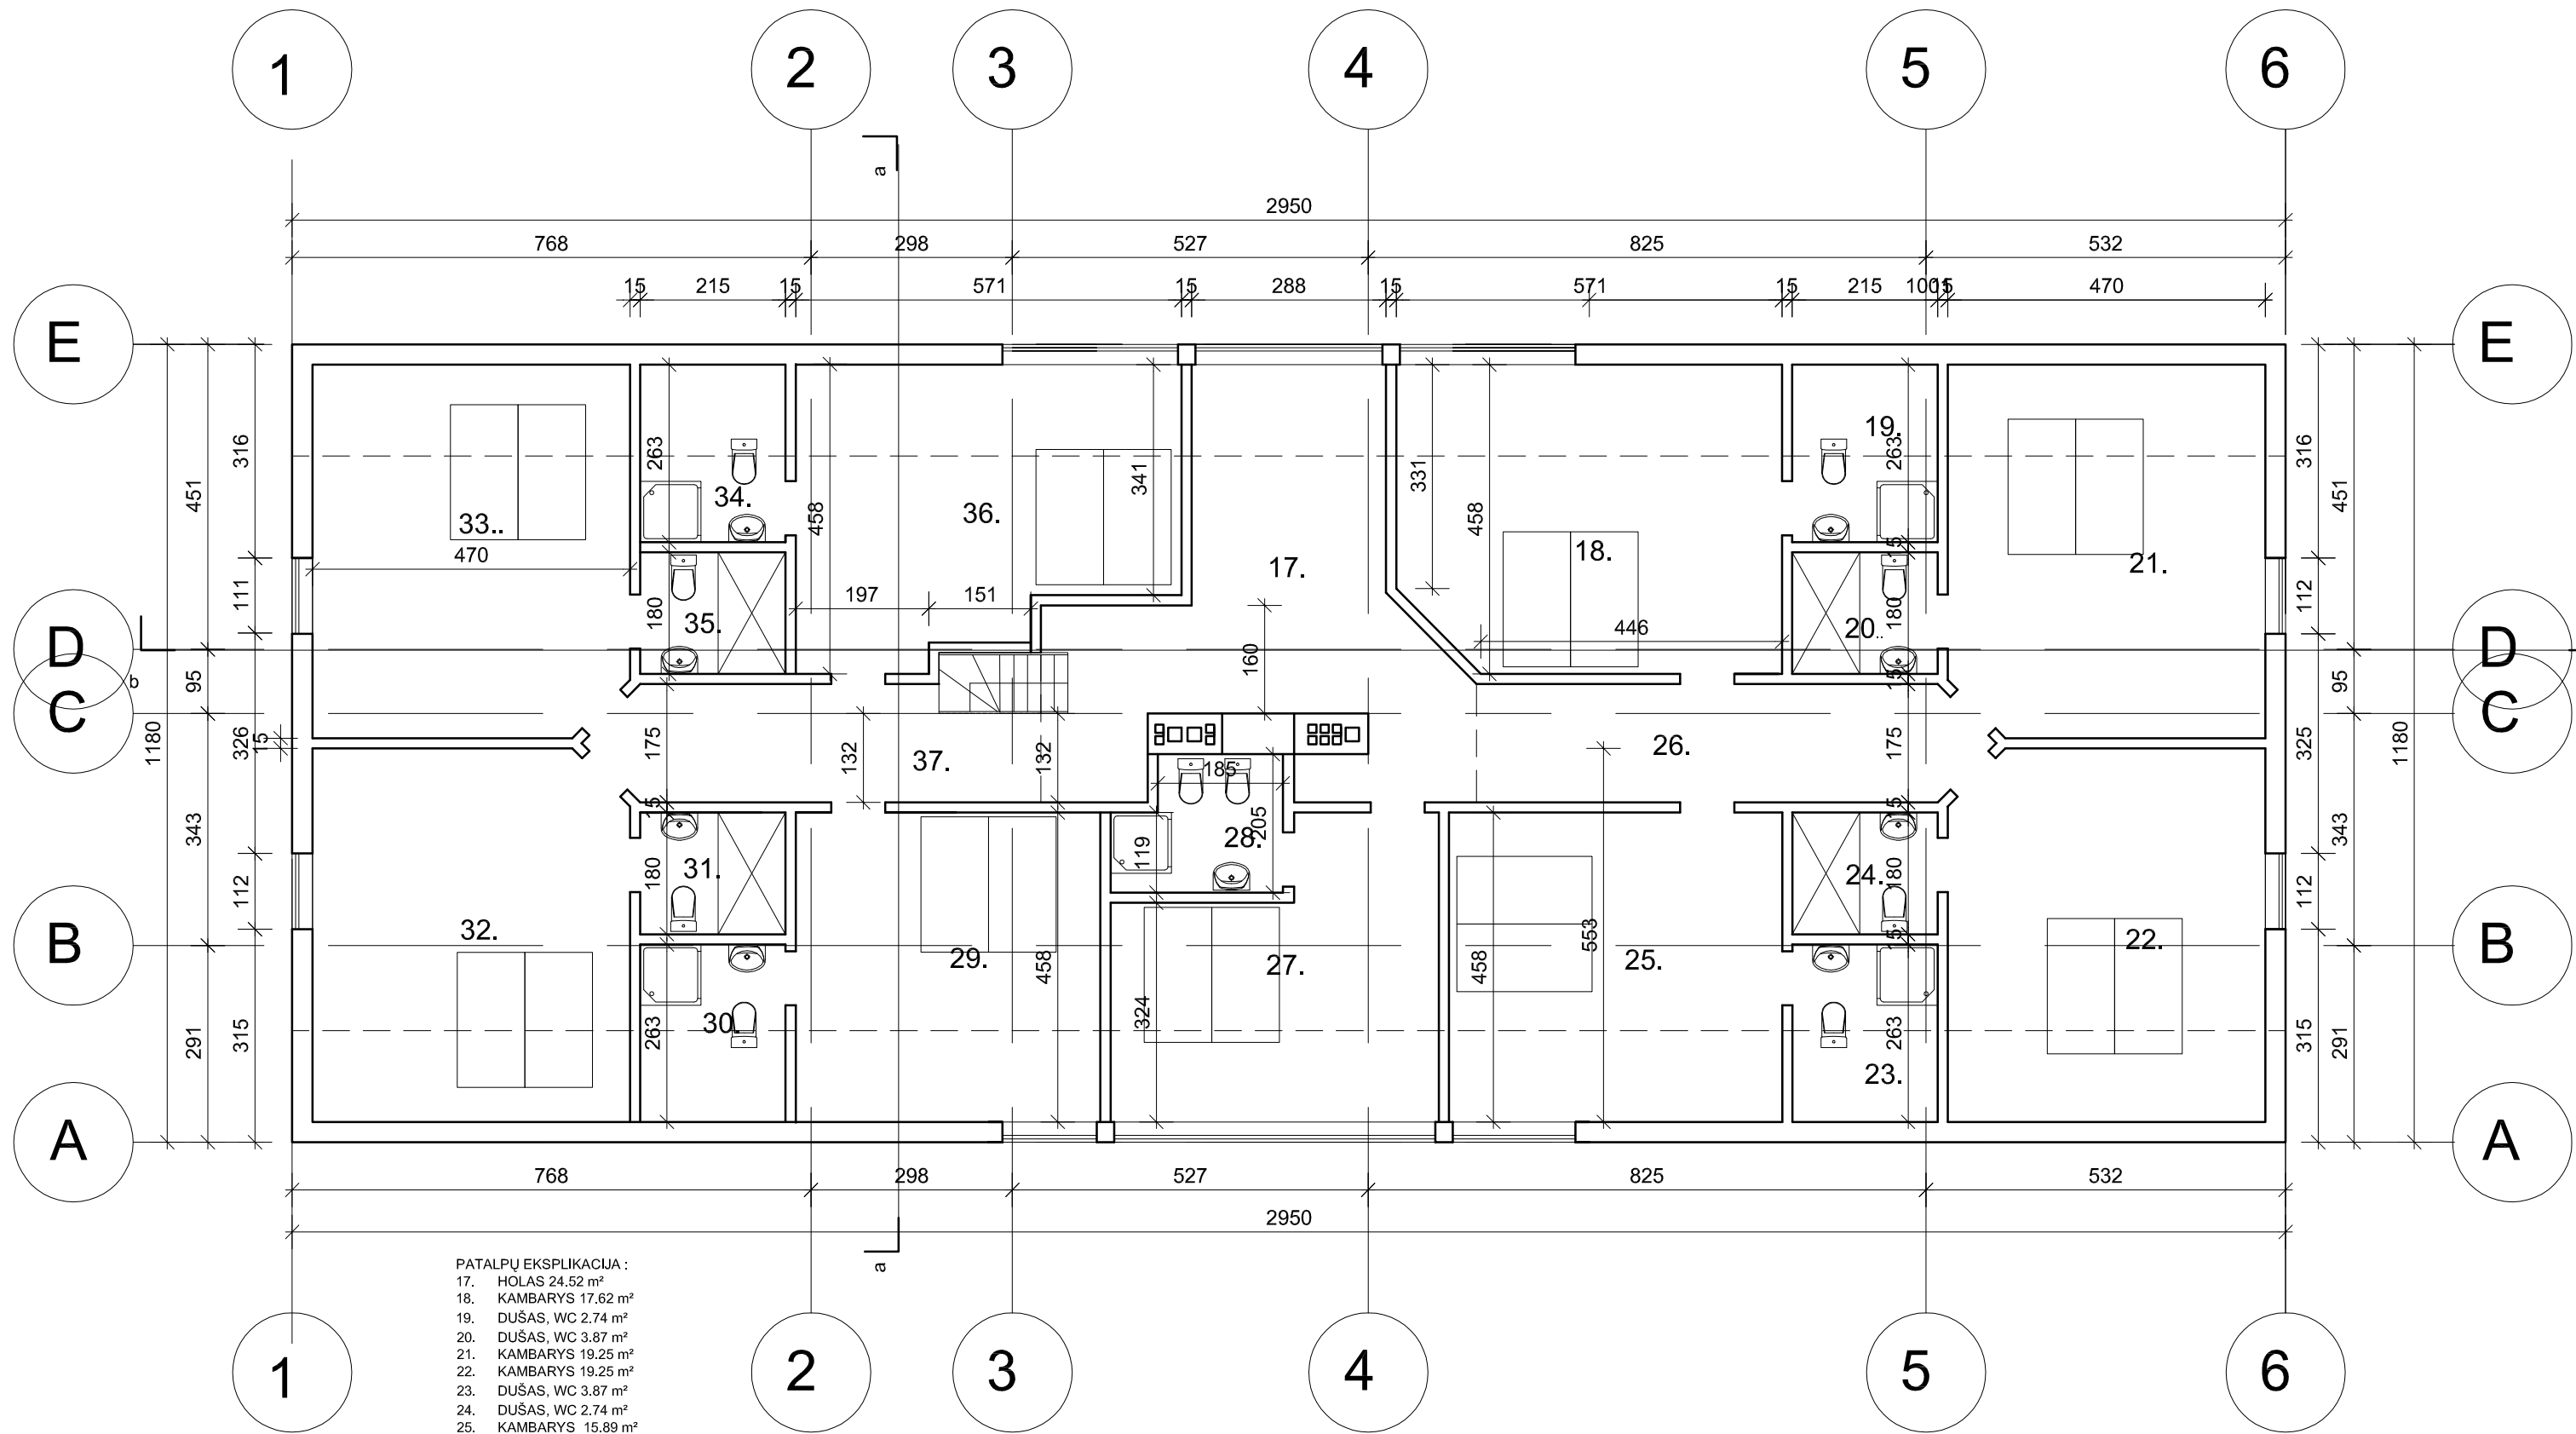 1 2 3 4 5 6
a
2950
768 298 527 825 532
15 215 15 571 15 288 15 571 15 215 100 15 470
E E
316 263 341 331 19. 263 316
451 34. 458 36. 458 451
33.. 18. 15
470 17. 21.
111 180 35. 197 151 446 20.. 180 112
D D
b 95 160 15 95
C C
1180 326 15 175 132 37. 132 26. 175 325 1180
185
343 15 205 15 343
112 180 31. 119 28. 24. 180 112
32. 553 22.
B 29. 458 27. 458 25. 15 B
291 315 263 30. 324 263 315 291
23.
A A
768 298 527 825 532
2950
a
PATALPŲ EKSPLIKACIJA :
17. HOLAS 24.52 m²
18. KAMBARYS 17.62 m²
19. DUŠAS, WC 2.74 m²
20. DUŠAS, WC 3.87 m²
21. KAMBARYS 19.25 m²
22. KAMBARYS 19.25 m²
23. DUŠAS, WC 3.87 m²
24. DUŠAS, WC 2.74 m²
25. KAMBARYS 15.89 m²
1 2 3 4 5 6